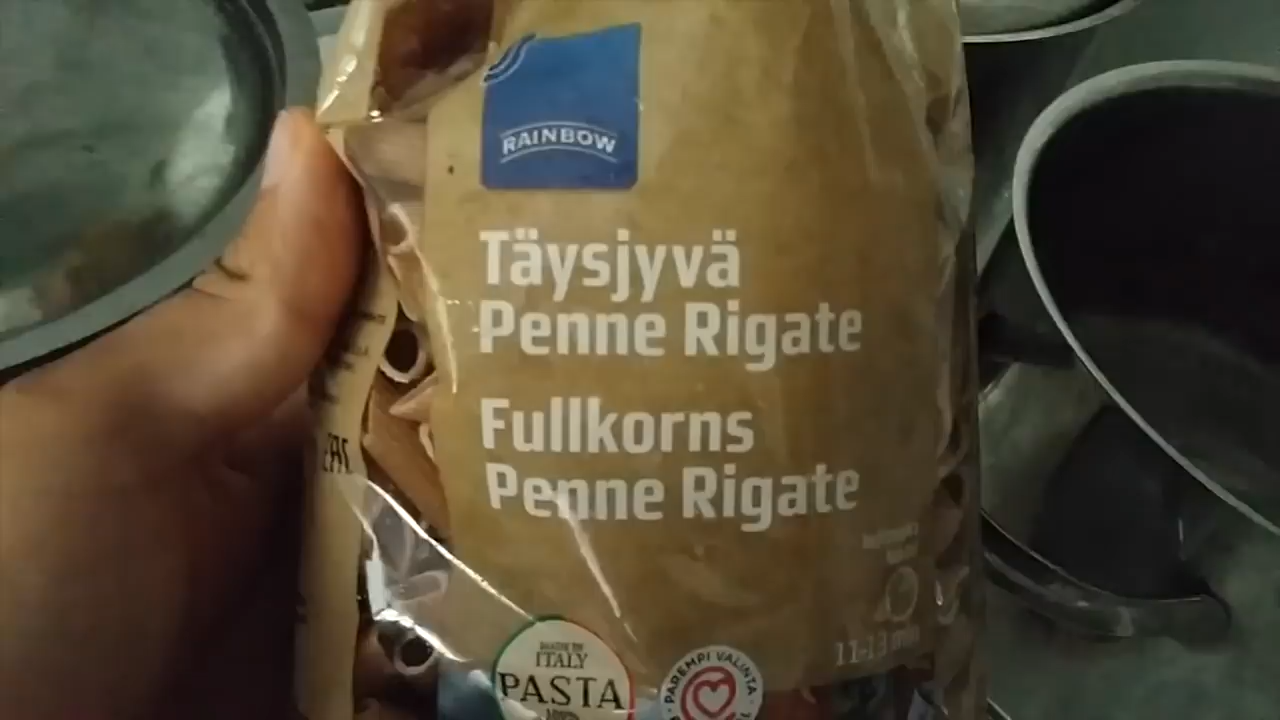 RAINBOW
Täysjyvä
Penne Rigate
Fullkorns
Penne Rigate
11-13 min
MADE IN
ITALY
PASTA
PAREMPI VALINTA